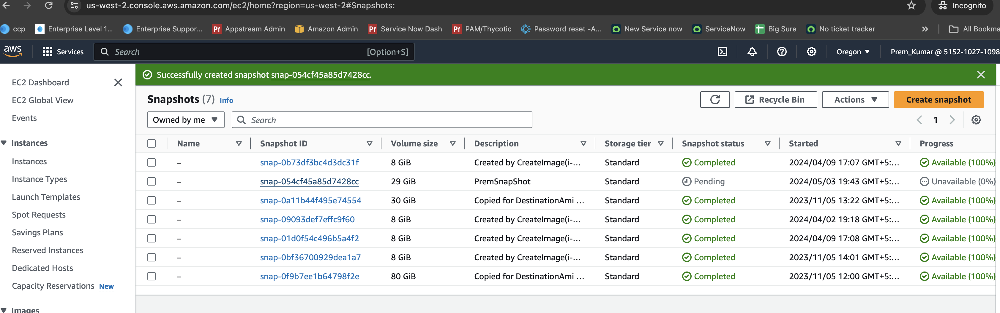 us-west-2.console.aws.amazon.com/ec2/home?region=us-west-2#Snapshots:
Incognito
ccp
Enterprise Level 1...
Enterprise Suppor...
Pf Appstream Admin
Amazon Admin
Pf Service Now Dash
Pf PAM/Thycotic
Password reset -A...
New Service now
ServiceNow
Big Sure
No ticket tracker
All Bookma
aws
Services
Search
[Option+S]
Oregon
Prem_Kumar @ 5152-1027-1098
EC2 Dashboard
EC2 Global View
Events
Instances
Instances
Instance Types
Launch Templates
Spot Requests
Savings Plans
Reserved Instances
Dedicated Hosts
Capacity Reservations New
Images
Successfully created snapshot snap-054cf45a85d7428cc.
Snapshots (7) Info
Recycle Bin
Actions
Create snapshot
Owned by me
Search
1
Name Snapshot ID Volume size Description Storage tier Snapshot status Started Progress
– snap-0b73df3bc4d3dc31f 8 GiB Created by CreateImage(i-... Standard Completed 2024/04/09 17:07 GMT+5:... Available (100%)
– snap-054cf45a85d7428cc 29 GiB PremSnapShot Standard Pending 2024/05/03 19:43 GMT+5:... Unavailable (0%)
– snap-0a11b44f495e74554 30 GiB Copied for DestinationAmi ... Standard Completed 2023/11/05 13:22 GMT+5:... Available (100%)
– snap-09093def7effc9f60 8 GiB Created by CreateImage(i-... Standard Completed 2024/04/02 19:18 GMT+5:... Available (100%)
– snap-01d0f54c496b5a4f2 8 GiB Created by CreateImage(i-... Standard Completed 2024/04/09 17:08 GMT+5:... Available (100%)
– snap-0bf36700929dea1a7 8 GiB Created by CreateImage(i-... Standard Completed 2023/11/05 14:01 GMT+5:... Available (100%)
– snap-0f9b7ee1b64798f2e 80 GiB Copied for DestinationAmi ... Standard Completed 2023/11/05 12:00 GMT+5:... Available (100%)